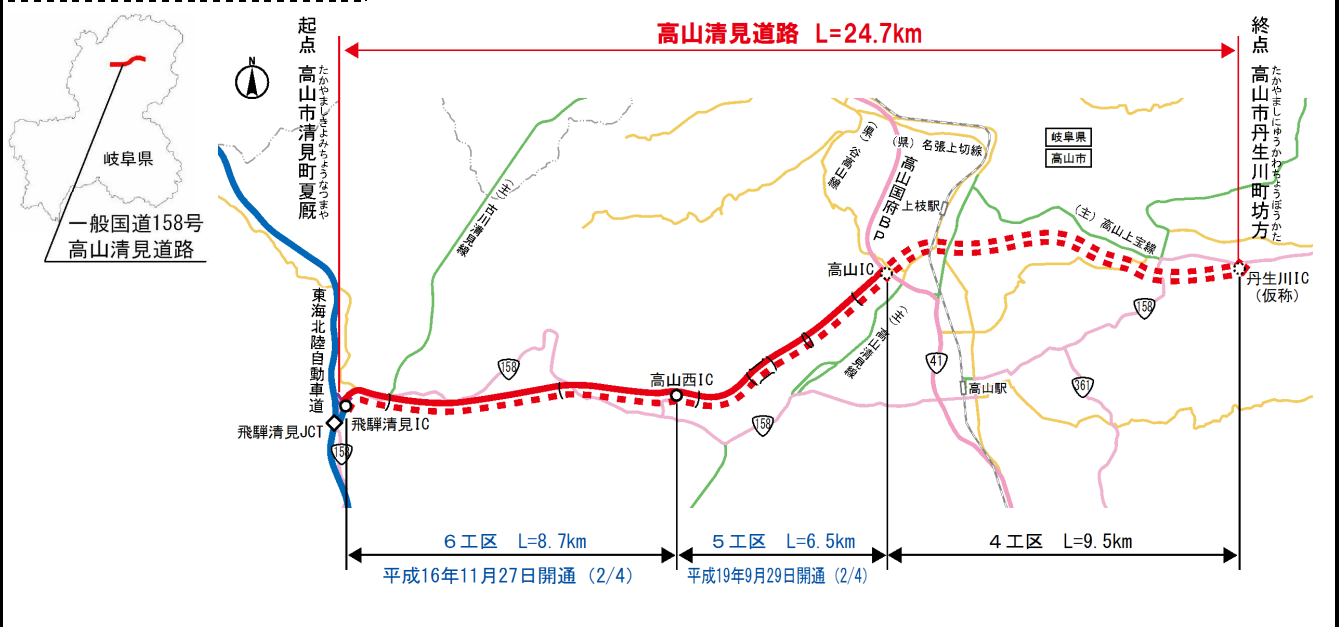 高山清見道路 L=24.7km
起点 高山市清見町夏厩
たかやましきよみちょうなつまや
終点 高山市丹生川町坊方
たかやましにゅうかわちょうぼうかた
N
岐阜県
一般国道158号
高山清見道路
岐阜県
高山市
(主)古川清見線
(県)谷高山線
(県)名張上切線
高山国府BP
上枝駅
(主)高山上宝線
高山IC
丹生川IC
(仮称)
158
東海北陸自動車道
158
高山西IC
(主)高山清見線
41
高山駅
361
飛騨清見IC
飛騨清見JCT
158
158
6工区 L=8.7km
5工区 L=6.5km
4工区 L=9.5km
平成16年11月27日開通(2/4)
平成19年9月29日開通(2/4)